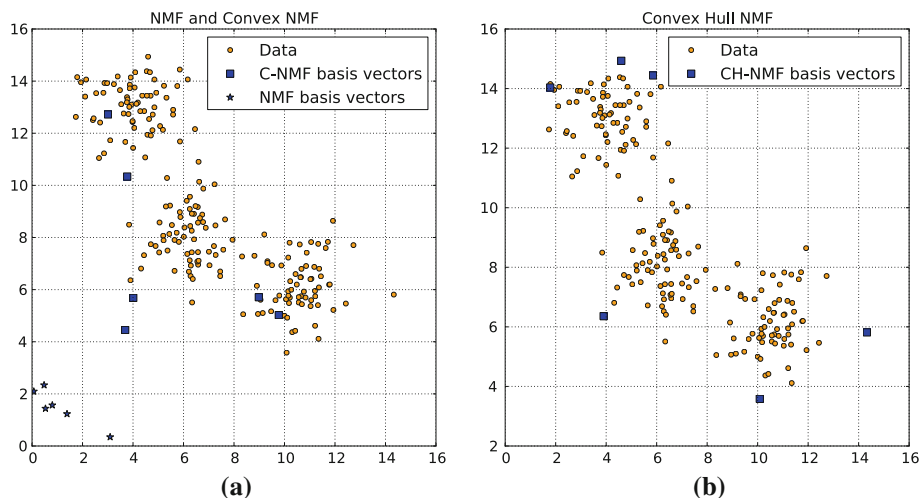 NMF and Convex NMF
Data
C-NMF basis vectors
NMF basis vectors
16
14
12
10
8
6
4
2
0
0 2 4 6 8 10 12 14 16
(a)
Convex Hull NMF
Data
CH-NMF basis vectors
16
14
12
10
8
6
4
2
0 2 4 6 8 10 12 14 16
(b)